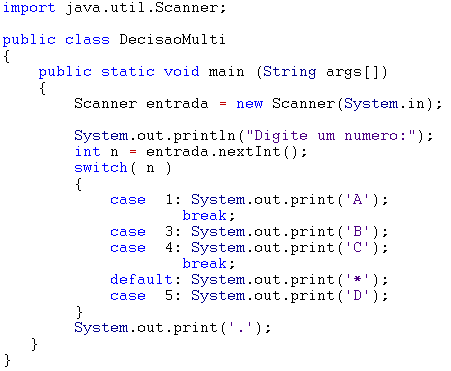 import java.util.Scanner;
public class DecisaoMulti
{
public static void main (String args[])
{
Scanner entrada = new Scanner(System.in);
System.out.println("Digite um numero:");
int n = entrada.nextInt();
switch( n )
{
case  1: System.out.print('A');
break;
case  3: System.out.print('B');
case  4: System.out.print('C');
break;
default: System.out.print('*');
case  5: System.out.print('D');
}
System.out.print('.');
}
}